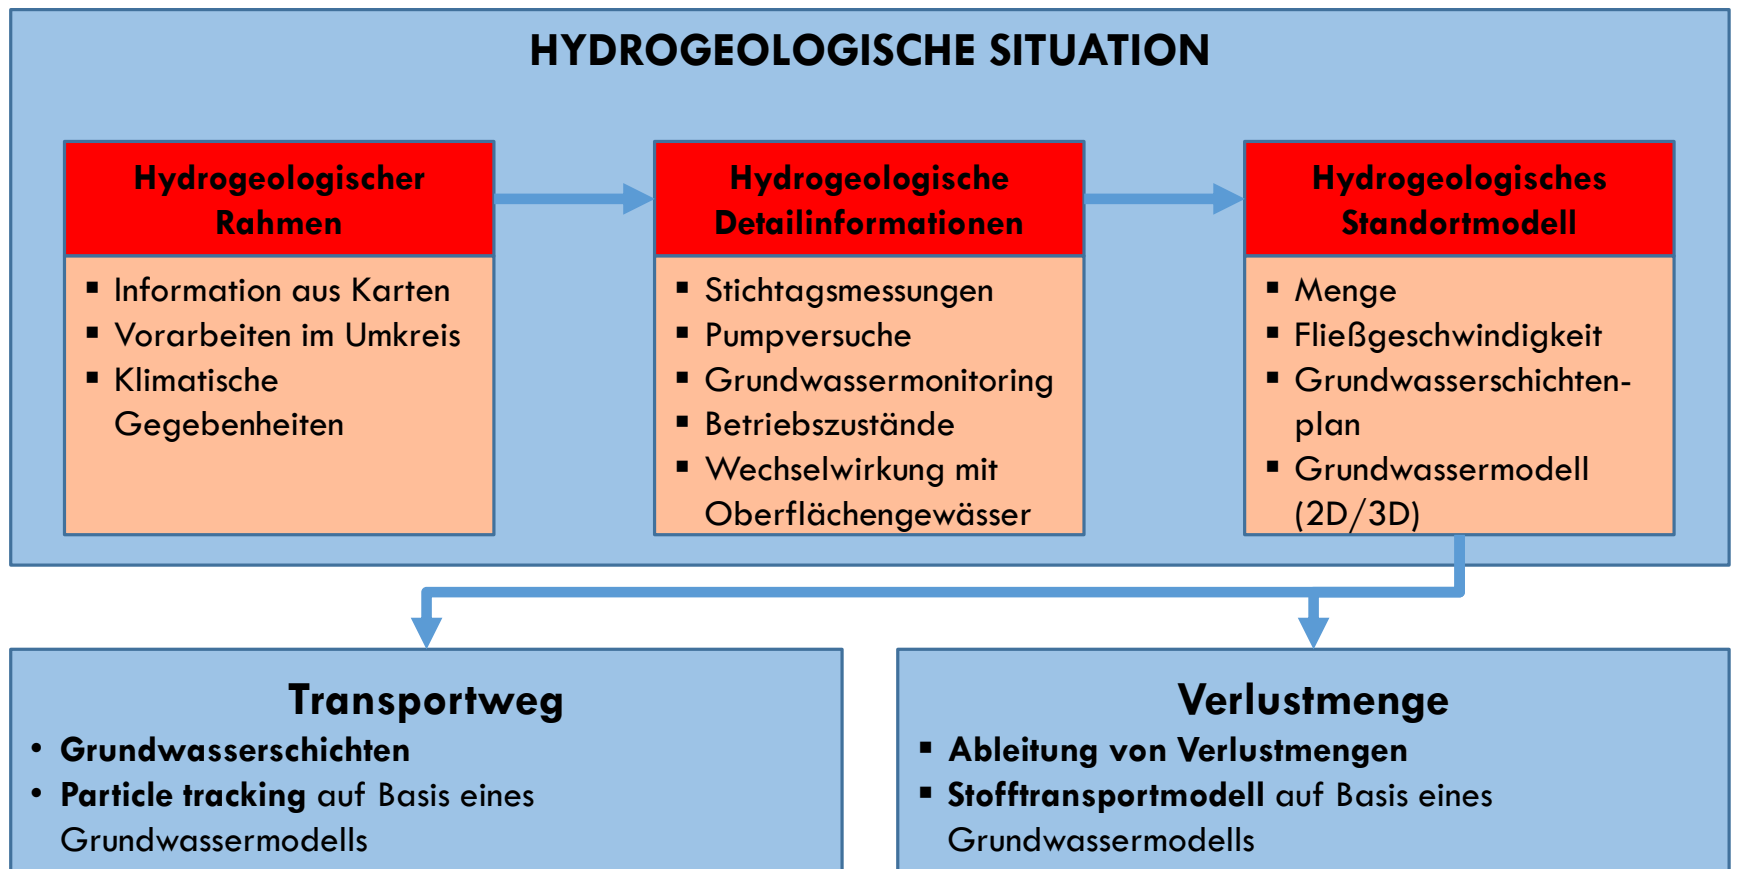 HYDROGEOLOGISCHE SITUATION
Hydrogeologischer
Rahmen
▪ Information aus Karten
▪ Vorarbeiten im Umkreis
▪ Klimatische
Gegebenheiten
Hydrogeologische
Detailinformationen
▪ Stichtagsmessungen
▪ Pumpversuche
▪ Grundwassermonitoring
▪ Betriebszustände
▪ Wechselwirkung mit
Oberflächengewässer
Hydrogeologisches
Standortmodell
▪ Menge
▪ Fließgeschwindigkeit
▪ Grundwasserschichten-
plan
▪ Grundwassermodell
(2D/3D)
Transportweg
• Grundwasserschichten
• Particle tracking auf Basis eines
Grundwassermodells
Verlustmenge
▪ Ableitung von Verlustmengen
▪ Stofftransportmodell auf Basis eines
Grundwassermodells